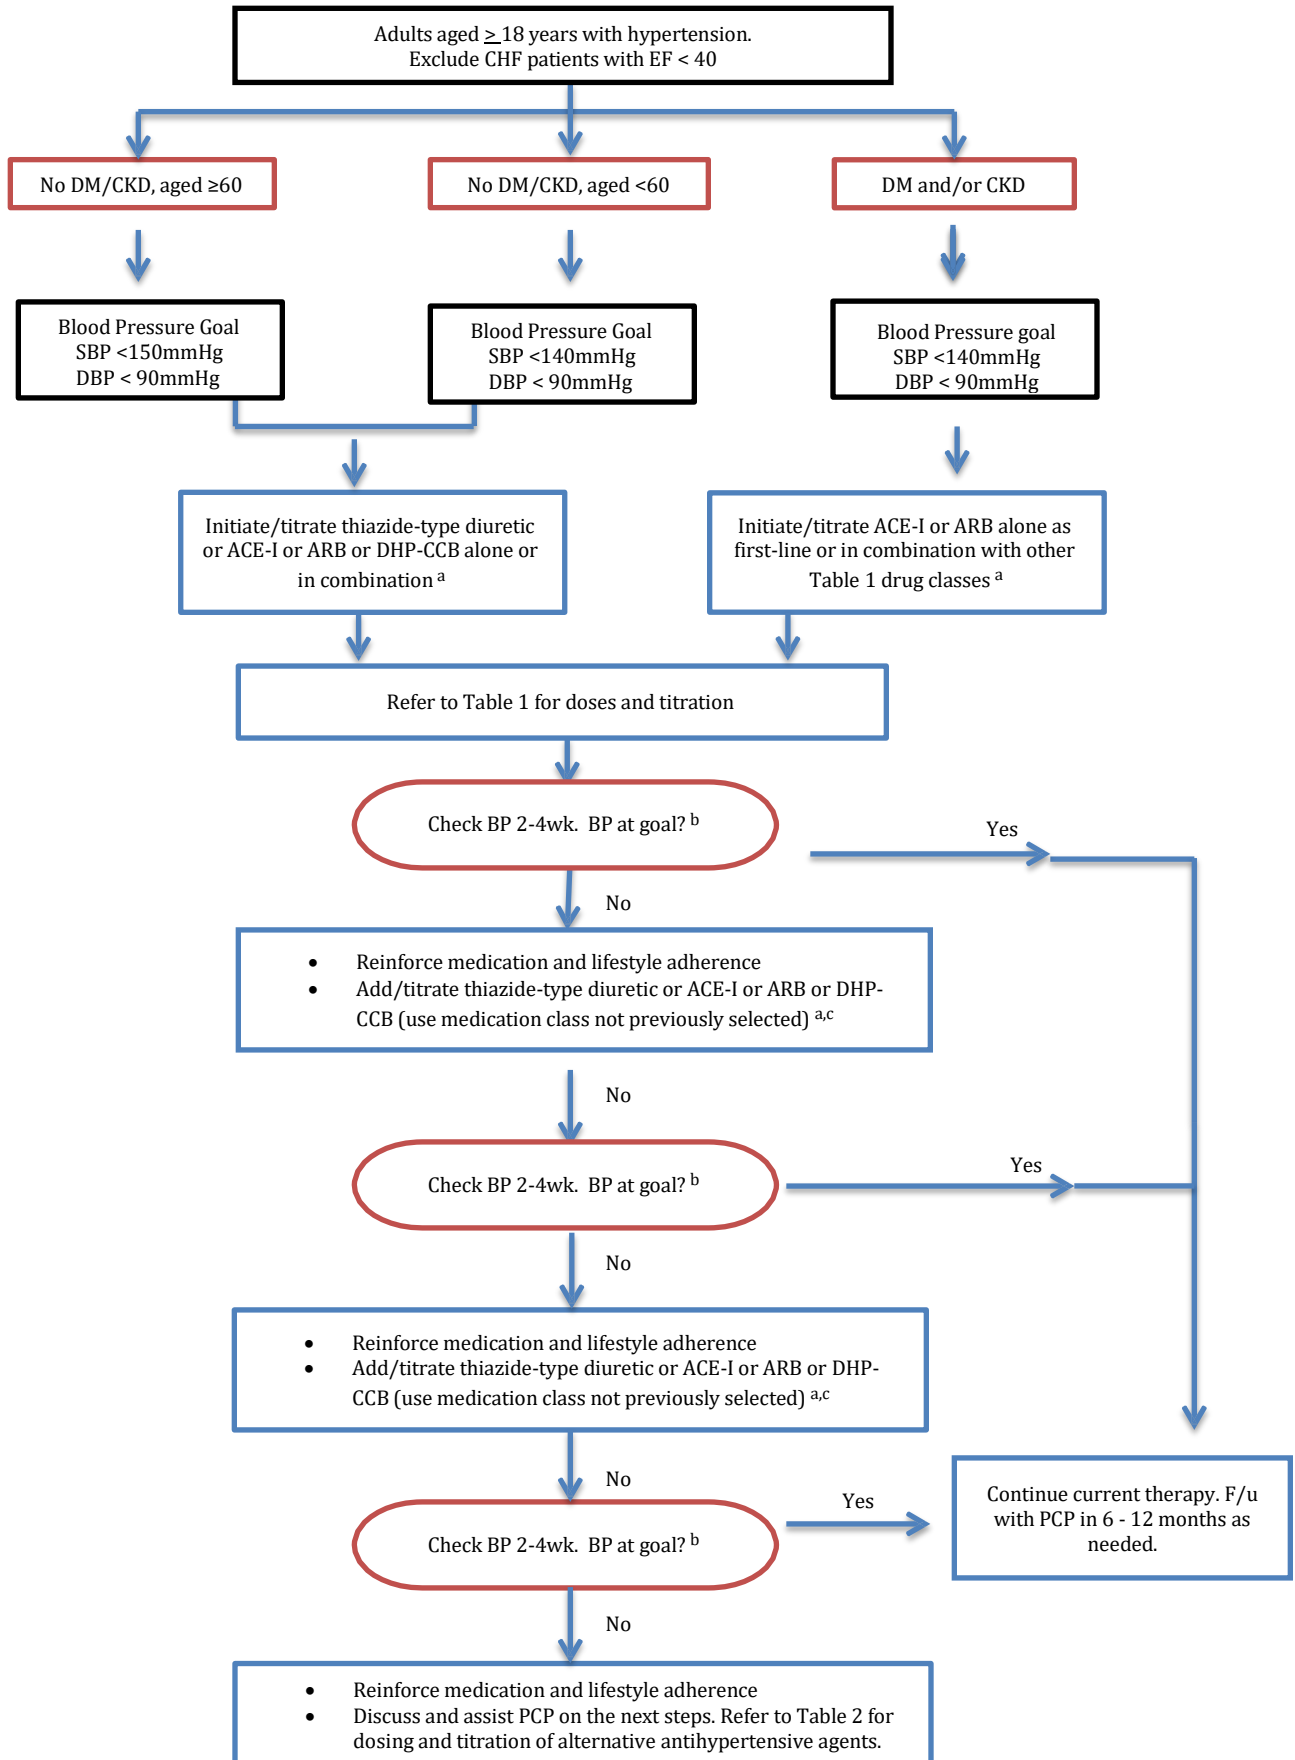 Adults aged ≥ 18 years with hypertension.
Exclude CHF patients with EF < 40
No DM/CKD, aged ≥60
No DM/CKD, aged <60
DM and/or CKD
Blood Pressure Goal
SBP <150mmHg
DBP < 90mmHg
Blood Pressure Goal
SBP <140mmHg
DBP < 90mmHg
Blood Pressure goal
SBP <140mmHg
DBP < 90mmHg
Initiate/titrate thiazide-type diuretic
or ACE-I or ARB or DHP-CCB alone or
in combination a
Initiate/titrate ACE-I or ARB alone as
first-line or in combination with other
Table 1 drug classes a
Refer to Table 1 for doses and titration
Check BP 2-4wk. BP at goal? b
Yes
No
• Reinforce medication and lifestyle adherence
• Add/titrate thiazide-type diuretic or ACE-I or ARB or DHP-
CCB (use medication class not previously selected) a,c
No
Check BP 2-4wk. BP at goal? b
Yes
No
• Reinforce medication and lifestyle adherence
• Add/titrate thiazide-type diuretic or ACE-I or ARB or DHP-
CCB (use medication class not previously selected) a,c
No
Check BP 2-4wk. BP at goal? b
Yes
Continue current therapy. F/u
with PCP in 6 - 12 months as
needed.
No
• Reinforce medication and lifestyle adherence
• Discuss and assist PCP on the next steps. Refer to Table 2 for
dosing and titration of alternative antihypertensive agents.